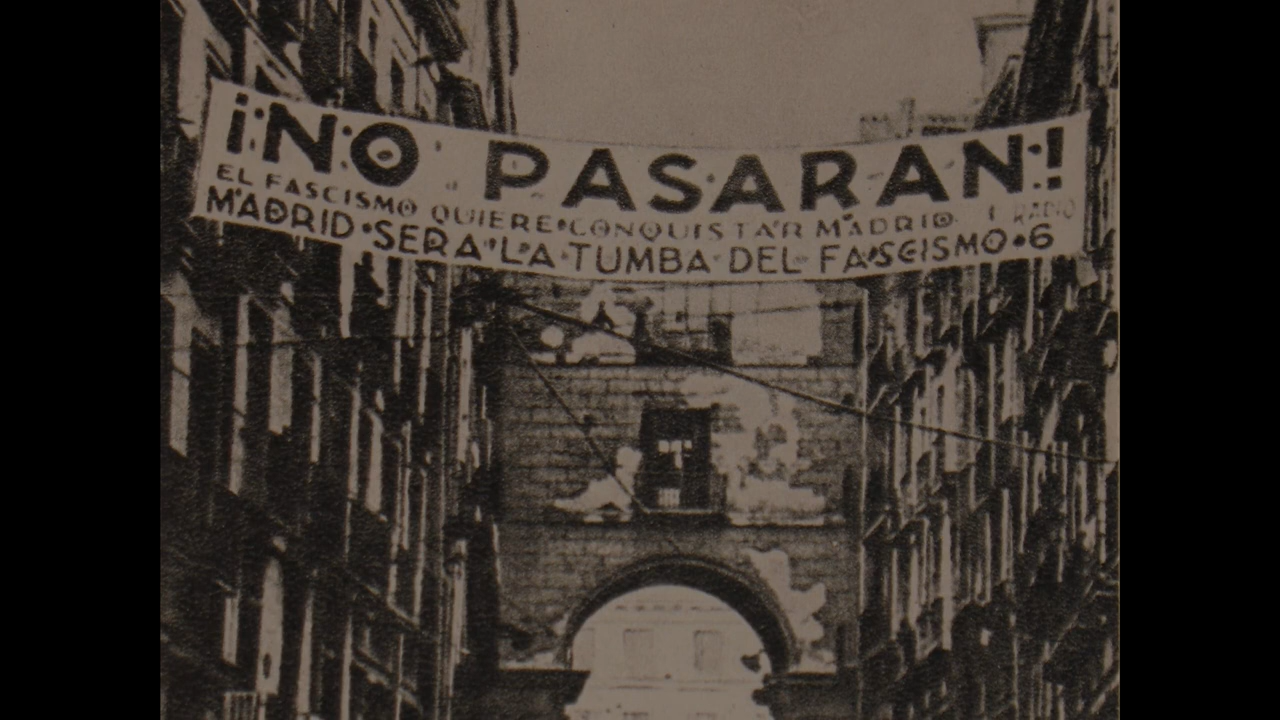 ¡NO PASARAN!
EL FASCISMO QUIERE CONQUISTAR MADRID. RADIO
MADRID·SERA·LA·TUMBA·DEL·FASCISMO·6